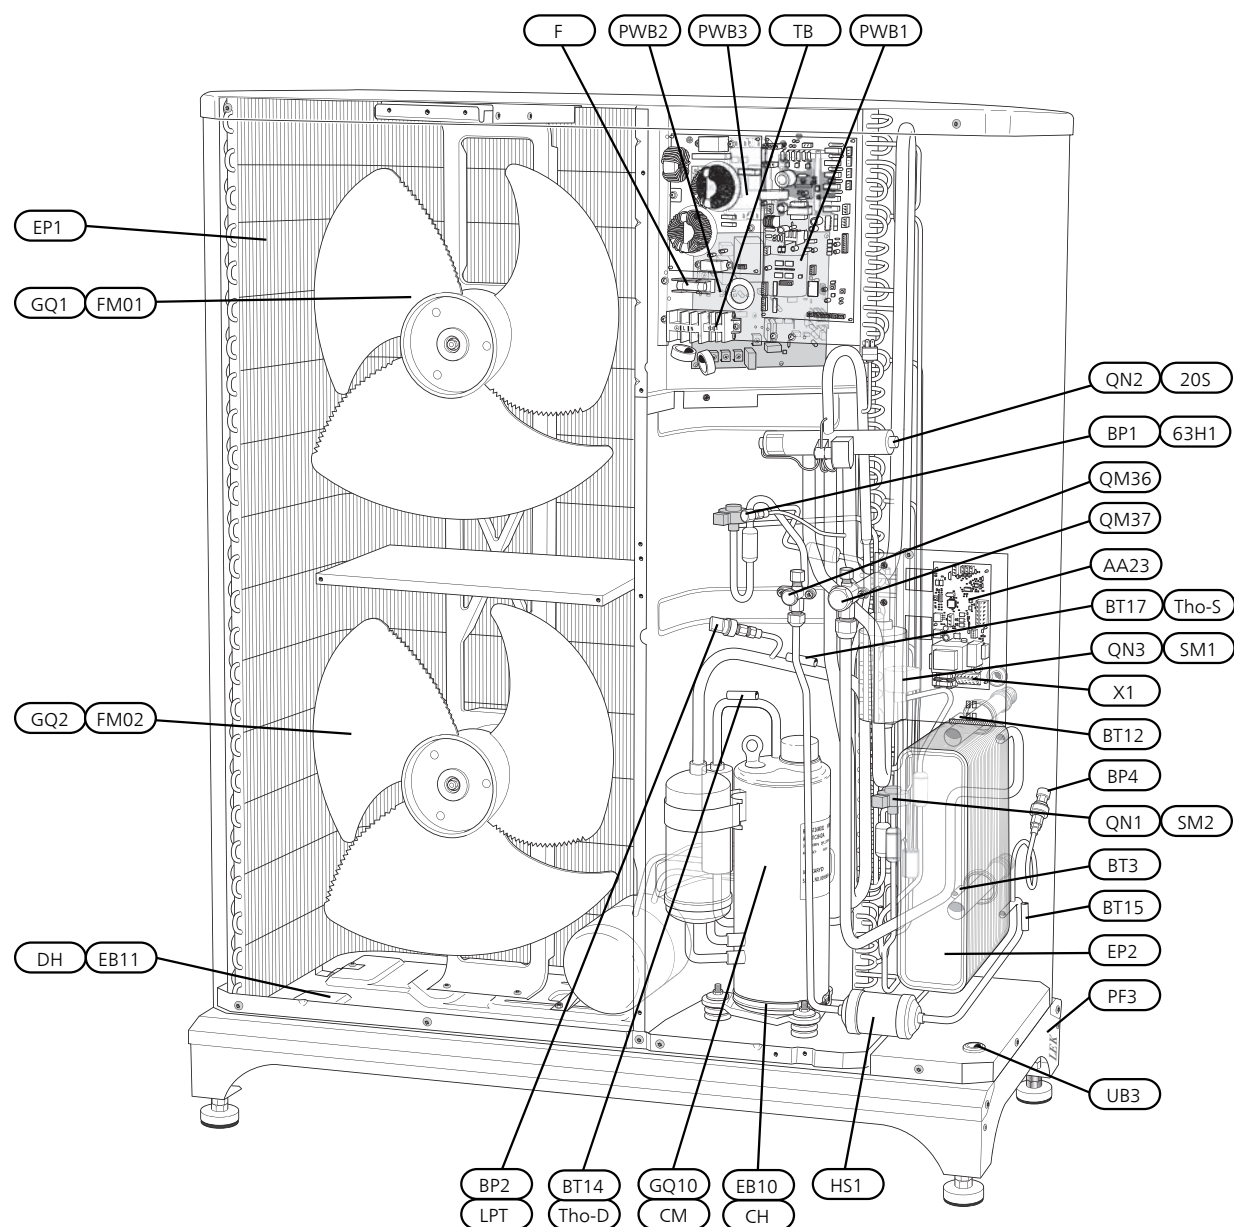 F PWB2 PWB3 TB PWB1
EP1
GQ1 FM01
QN2 20S
BP1 63H1
QM36
QM37
AA23
BT17 Tho-S
QN3 SM1
X1
GQ2 FM02
BT12
BP4
QN1 SM2
BT3
BT15
DH EB11
EP2
PF3
LEK
UB3
BP2 BT14 GQ10 EB10 HS1
LPT Tho-D CM CH